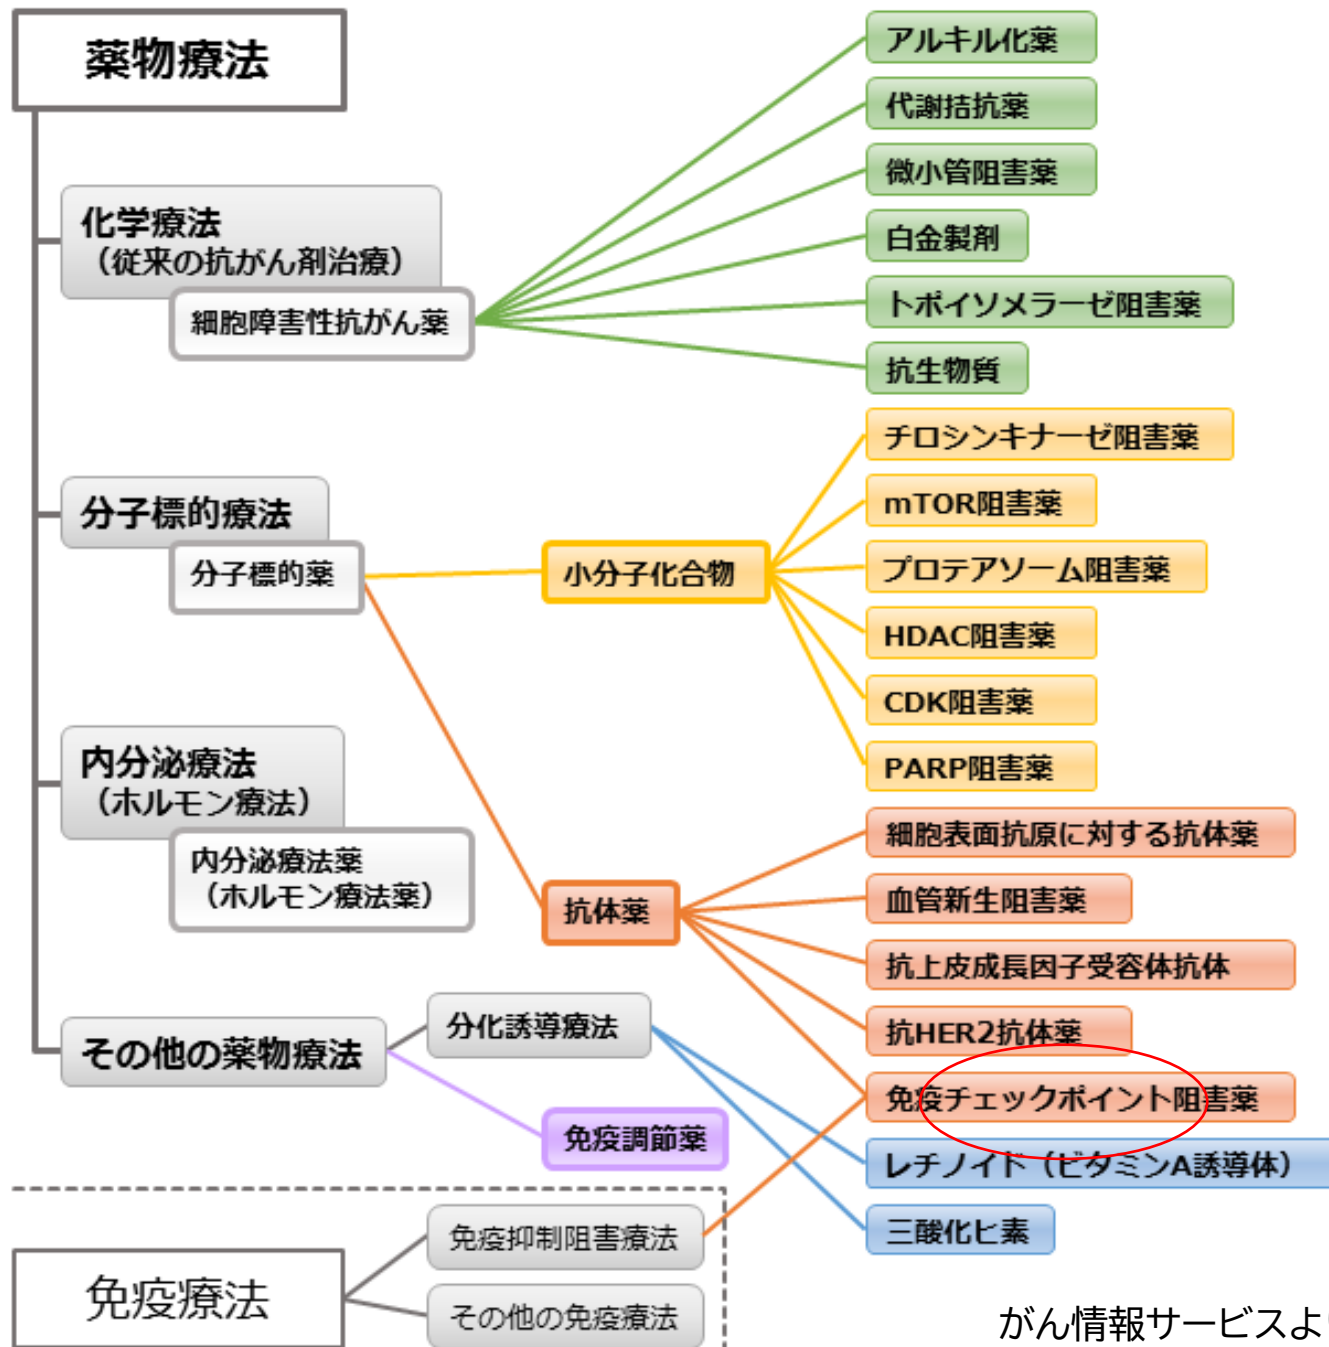 薬物療法
化学療法
（従来の抗がん剤治療）
細胞障害性抗がん薬
アルキル化薬
代謝拮抗薬
微小管阻害薬
白金製剤
トポイソメラーゼ阻害薬
抗生物質
分子標的療法
分子標的薬
小分子化合物
チロシンキナーゼ阻害薬
mTOR阻害薬
プロテアソーム阻害薬
HDAC阻害薬
CDK阻害薬
PARP阻害薬
抗体薬
細胞表面抗原に対する抗体薬
血管新生阻害薬
抗上皮成長因子受容体抗体
抗HER2抗体薬
免疫チェックポイント阻害薬
内分泌療法
（ホルモン療法）
内分泌療法薬
（ホルモン療法薬）
その他の薬物療法
分化誘導療法
レチノイド（ビタミンA誘導体）
三酸化ヒ素
免疫調節薬
免疫療法
免疫抑制阻害療法
その他の免疫療法
がん情報サービスより